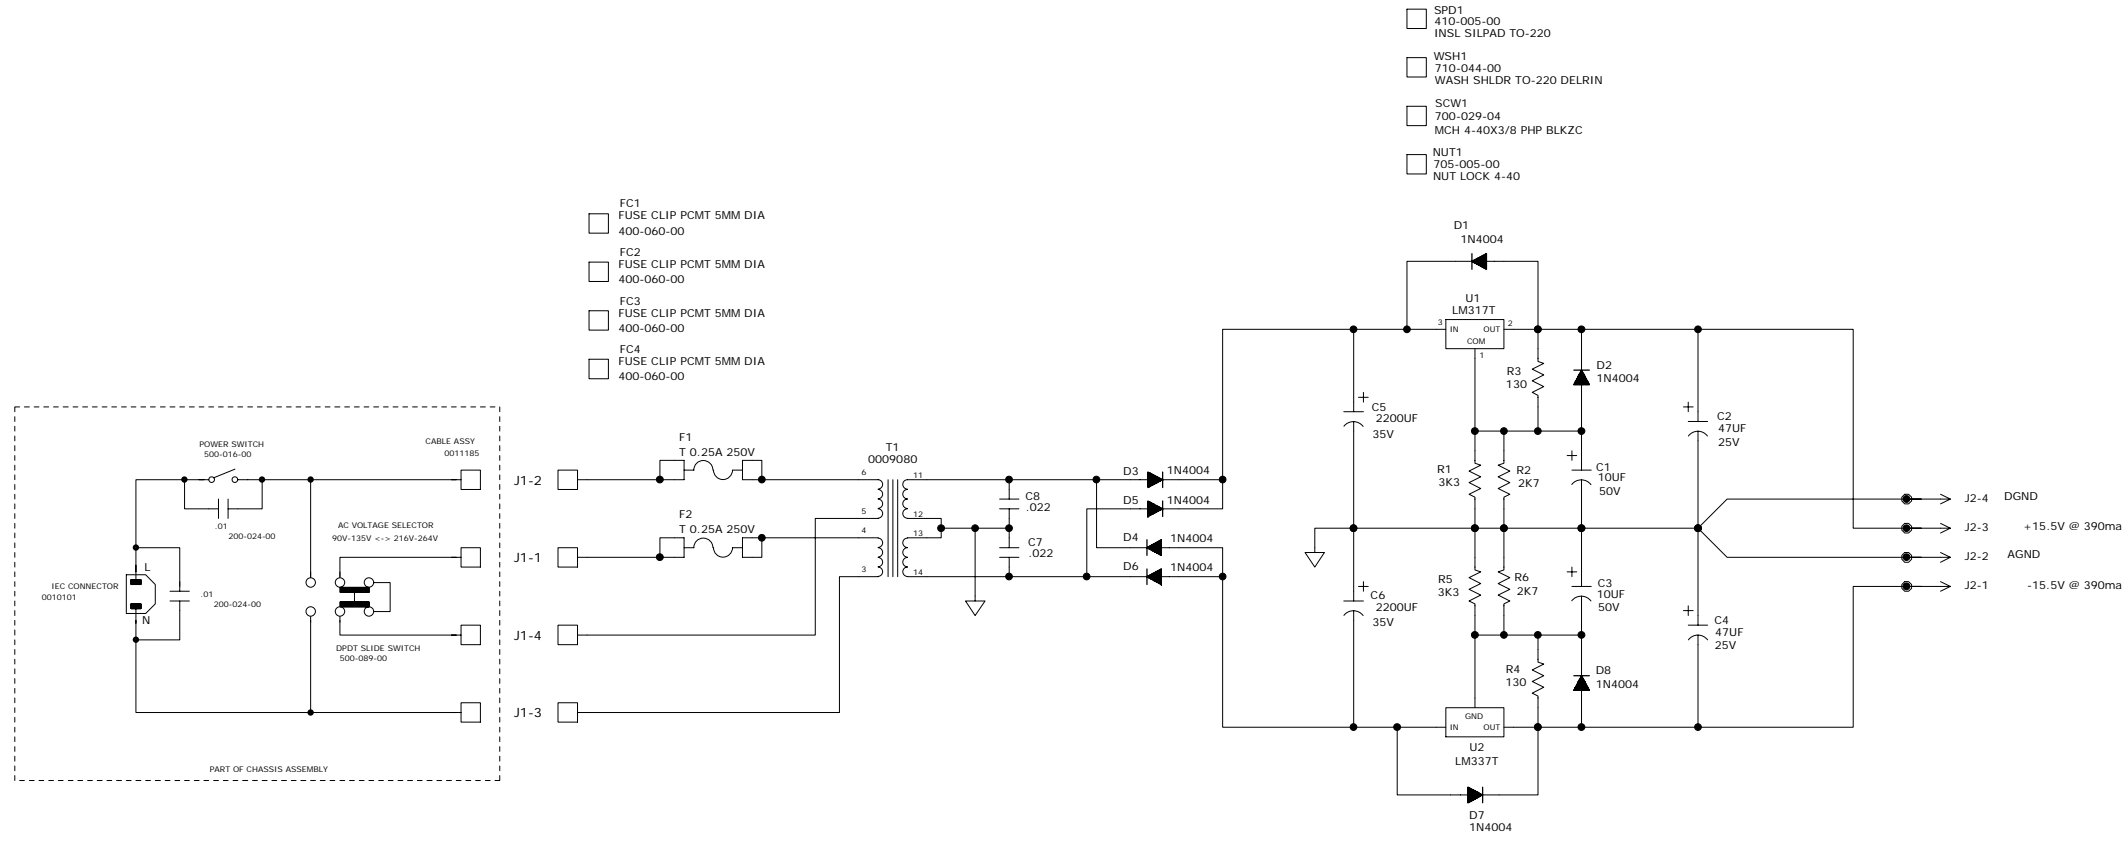 SPD1
410-005-00
INSL SILPAD TO-220
WSH1
710-044-00
WASH SHLDR TO-220 DELRIN
SCW1
700-029-04
MCH 4-40X3/8 PHP BLKZC
NUT1
705-005-00
NUT LOCK 4-40
FC1
FUSE CLIP PCMT 5MM DIA
400-060-00
FC2
FUSE CLIP PCMT 5MM DIA
400-060-00
FC3
FUSE CLIP PCMT 5MM DIA
400-060-00
FC4
FUSE CLIP PCMT 5MM DIA
400-060-00
POWER SWITCH
500-016-00
.01
200-024-00
CABLE ASSY
0011185
AC VOLTAGE SELECTOR
90V-135V <-> 216V-264V
IEC CONNECTOR
0010101
L
N
.01
200-024-00
DPDT SLIDE SWITCH
500-089-00
PART OF CHASSIS ASSEMBLY
J1-2
J1-1
J1-4
J1-3
F1
T 0.25A 250V
F2
T 0.25A 250V
T1
0009080
6
5
4
3
11
12
13
14
C8
.022
C7
.022
D3
1N4004
D5
1N4004
D4
1N4004
D6
1N4004
C5
2200UF
35V
C6
2200UF
35V
D1
1N4004
U1
LM317T
3
IN
OUT
2
COM
1
R3
130
D2
1N4004
R1
3K3
R2
2K7
C1
10UF
50V
C2
47UF
25V
R5
3K3
R6
2K7
C3
10UF
50V
C4
47UF
25V
R4
130
D8
1N4004
GND
IN
OUT
U2
LM337T
D7
1N4004
J2-4 DGND
J2-3 +15.5V @ 390ma
J2-2 AGND
J2-1 -15.5V @ 390ma